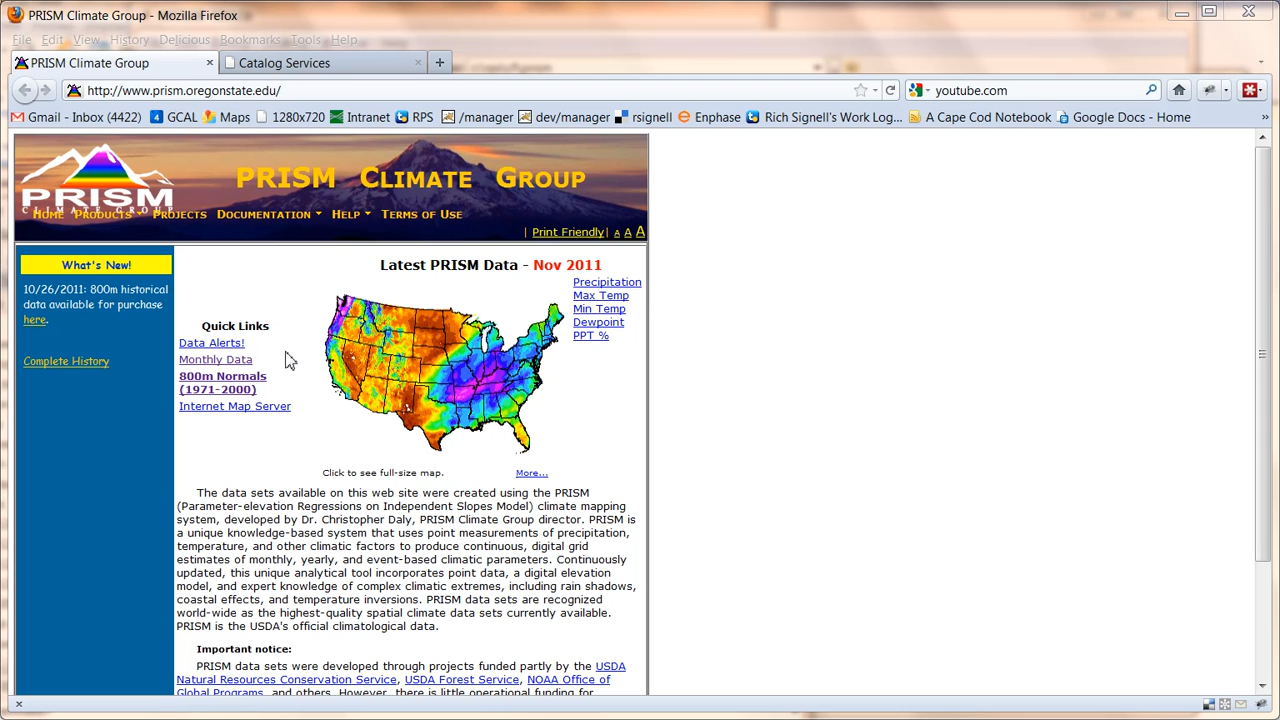 PRISM Climate Group - Mozilla Firefox
File Edit View History Delicious Bookmarks Tools Help
PRISM Climate Group
Catalog Services
http://www.prism.oregonstate.edu/
youtube.com
Gmail - Inbox (4422) GCAL Maps 1280x720 Intranet RPS /manager dev/manager rsignell Enphase Rich Signell's Work Log... A Cape Cod Notebook Google Docs - Home
PRISM CLIMATE GROUP
PRISM
CLIMATE GROUP
HOME PRODUCTS PROJECTS DOCUMENTATION HELP TERMS OF USE
| Print Friendly | A A A
What's New!
10/26/2011: 800m historical
data available for purchase
here.
Complete History
Latest PRISM Data - Nov 2011
Precipitation
Max Temp
Min Temp
Dewpoint
PPT %
Quick Links
Data Alerts!
Monthly Data
800m Normals
(1971-2000)
Internet Map Server
Click to see full-size map.
More...
The data sets available on this web site were created using the PRISM
(Parameter-elevation Regressions on Independent Slopes Model) climate mapping
system, developed by Dr. Christopher Daly, PRISM Climate Group director. PRISM is
a unique knowledge-based system that uses point measurements of precipitation,
temperature, and other climatic factors to produce continuous, digital grid
estimates of monthly, yearly, and event-based climatic parameters. Continuously
updated, this unique analytical tool incorporates point data, a digital elevation
model, and expert knowledge of complex climatic extremes, including rain shadows,
coastal effects, and temperature inversions. PRISM data sets are recognized
world-wide as the highest-quality spatial climate data sets currently available.
PRISM is the USDA's official climatological data.
Important notice:
PRISM data sets were developed through projects funded partly by the USDA
Natural Resources Conservation Service, USDA Forest Service, NOAA Office of
Global Programs, and others. However, there is little operational funding for